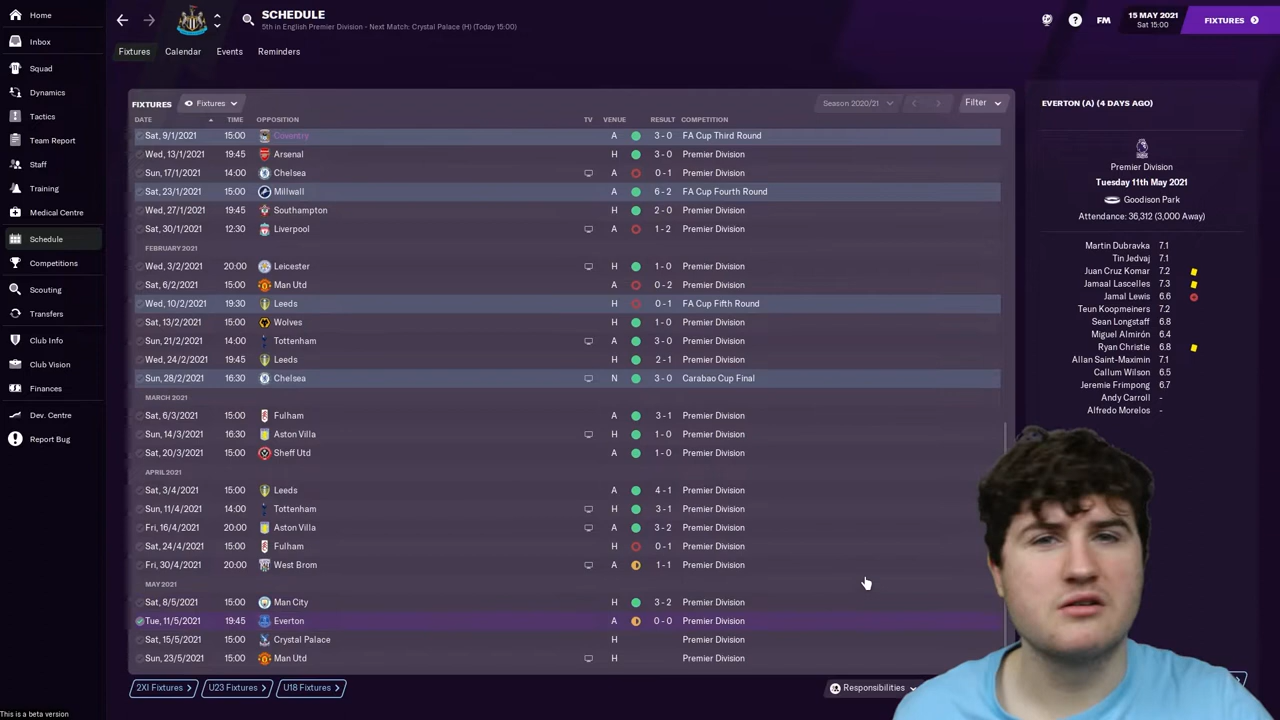 Home
SCHEDULE
5th in English Premier Division - Next Match: Crystal Palace (H) (Today 15:00)
FM
15 MAY 2021
Sat 15:00
FIXTURES
Inbox
Fixtures Calendar Events Reminders
Squad
Dynamics
Tactics
Team Report
Staff
Training
Medical Centre
Schedule
Competitions
Scouting
Transfers
Club Info
Club Vision
Finances
Dev. Centre
Report Bug
This is a beta version
FIXTURES Fixtures Season 2020/21 Filter
DATE TIME OPPOSITION TV VENUE RESULT COMPETITION
Sat, 9/1/2021 15:00 Coventry A 3 - 0 FA Cup Third Round
Wed, 13/1/2021 19:45 Arsenal H 3 - 0 Premier Division
Sun, 17/1/2021 14:00 Chelsea A 0 - 1 Premier Division
Sat, 23/1/2021 15:00 Millwall A 6 - 2 FA Cup Fourth Round
Wed, 27/1/2021 19:45 Southampton H 2 - 0 Premier Division
Sat, 30/1/2021 12:30 Liverpool A 1 - 2 Premier Division
FEBRUARY 2021
Wed, 3/2/2021 20:00 Leicester H 1 - 0 Premier Division
Sat, 6/2/2021 15:00 Man Utd A 0 - 2 Premier Division
Wed, 10/2/2021 19:30 Leeds H 0 - 1 FA Cup Fifth Round
Sat, 13/2/2021 15:00 Wolves H 1 - 0 Premier Division
Sun, 21/2/2021 14:00 Tottenham A 3 - 0 Premier Division
Wed, 24/2/2021 19:45 Leeds H 2 - 1 Premier Division
Sun, 28/2/2021 16:30 Chelsea N 3 - 0 Carabao Cup Final
MARCH 2021
Sat, 6/3/2021 15:00 Fulham A 3 - 1 Premier Division
Sun, 14/3/2021 16:30 Aston Villa H 1 - 0 Premier Division
Sat, 20/3/2021 15:00 Sheff Utd A 1 - 0 Premier Division
APRIL 2021
Sat, 3/4/2021 15:00 Leeds A 4 - 1 Premier Division
Sun, 11/4/2021 14:00 Tottenham H 3 - 1 Premier Division
Fri, 16/4/2021 20:00 Aston Villa A 3 - 2 Premier Division
Sat, 24/4/2021 15:00 Fulham H 0 - 1 Premier Division
Fri, 30/4/2021 20:00 West Brom A 1 - 1 Premier Division
MAY 2021
Sat, 8/5/2021 15:00 Man City H 3 - 2 Premier Division
Tue, 11/5/2021 19:45 Everton A 0 - 0 Premier Division
Sat, 15/5/2021 15:00 Crystal Palace H Premier Division
Sun, 23/5/2021 15:00 Man Utd H Premier Division
2XI Fixtures U23 Fixtures U18 Fixtures Responsibilities
EVERTON (A) (4 DAYS AGO)
Premier Division
Tuesday 11th May 2021
Goodison Park
Attendance: 36,312 (3,000 Away)
Martin Dubravka 7.1
Tin Jedvaj 7.1
Juan Cruz Komar 7.2
Jamaal Lascelles 7.3
Jamal Lewis 6.6
Teun Koopmeiners 7.2
Sean Longstaff 6.8
Miguel Almirón 6.4
Ryan Christie 6.8
Allan Saint-Maximin 7.1
Callum Wilson 6.5
Jeremie Frimpong 6.7
Andy Carroll -
Alfredo Morelos -